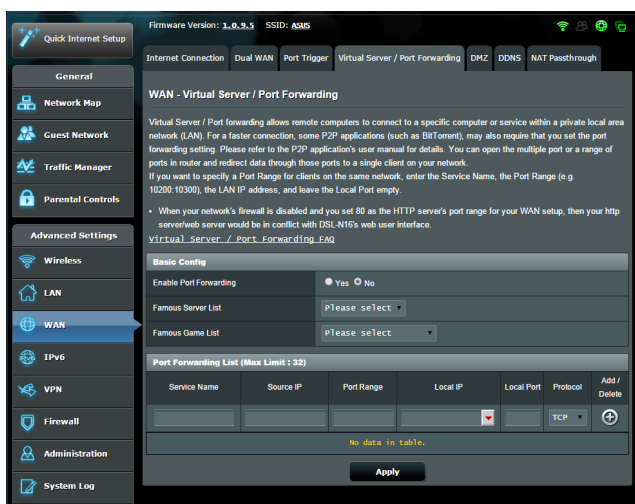 Quick Internet Setup
General
Network Map
Guest Network
Traffic Manager
Parental Controls
Advanced Settings
Wireless
LAN
WAN
IPv6
VPN
Firewall
Administration
System Log
Firmware Version: 1.0.9.5 SSID: ASUS
Internet Connection Dual WAN Port Trigger Virtual Server / Port Forwarding DMZ DDNS NAT Passthrough
WAN - Virtual Server / Port Forwarding
Virtual Server / Port forwarding allows remote computers to connect to a specific computer or service within a private local area
network (LAN). For a faster connection, some P2P applications (such as BitTorrent), may also require that you set the port
forwarding setting. Please refer to the P2P application's user manual for details. You can open the multiple port or a range of
ports in router and redirect data through those ports to a single client on your network.
If you want to specify a Port Range for clients on the same network, enter the Service Name, the Port Range (e.g.
10200:10300), the LAN IP address, and leave the Local Port empty.
• When your network's firewall is disabled and you set 80 as the HTTP server's port range for your WAN setup, then your http
server/web server would be in conflict with DSL-N16's web user interface.
Virtual Server / Port Forwarding FAQ
Basic Config
Enable Port Forwarding Yes No
Famous Server List Please select
Famous Game List Please select
Port Forwarding List (Max Limit : 32)
Service Name Source IP Port Range Local IP Local Port Protocol Add / Delete
TCP
No data in table.
Apply